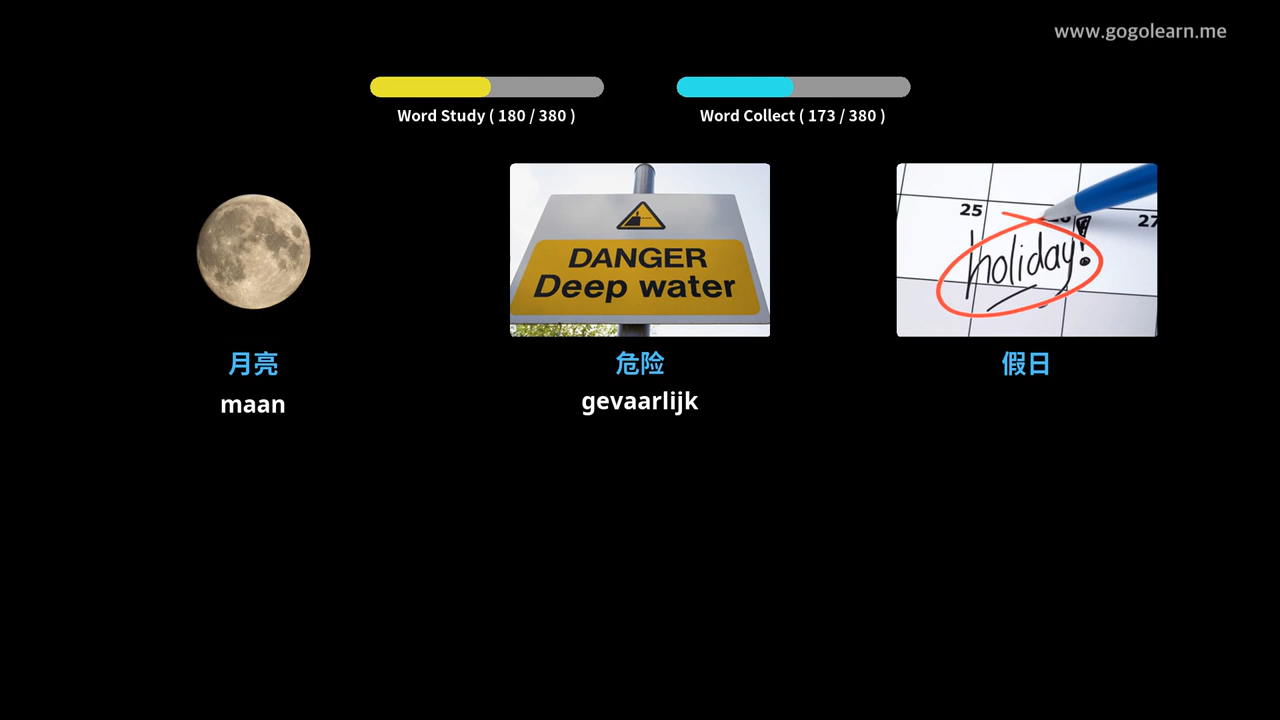 www.gogolearn.me
Word Study ( 180 / 380 )
Word Collect ( 173 / 380 )
DANGER
Deep water
25
27
holiday!
月亮
危险
假日
maan
gevaarlijk